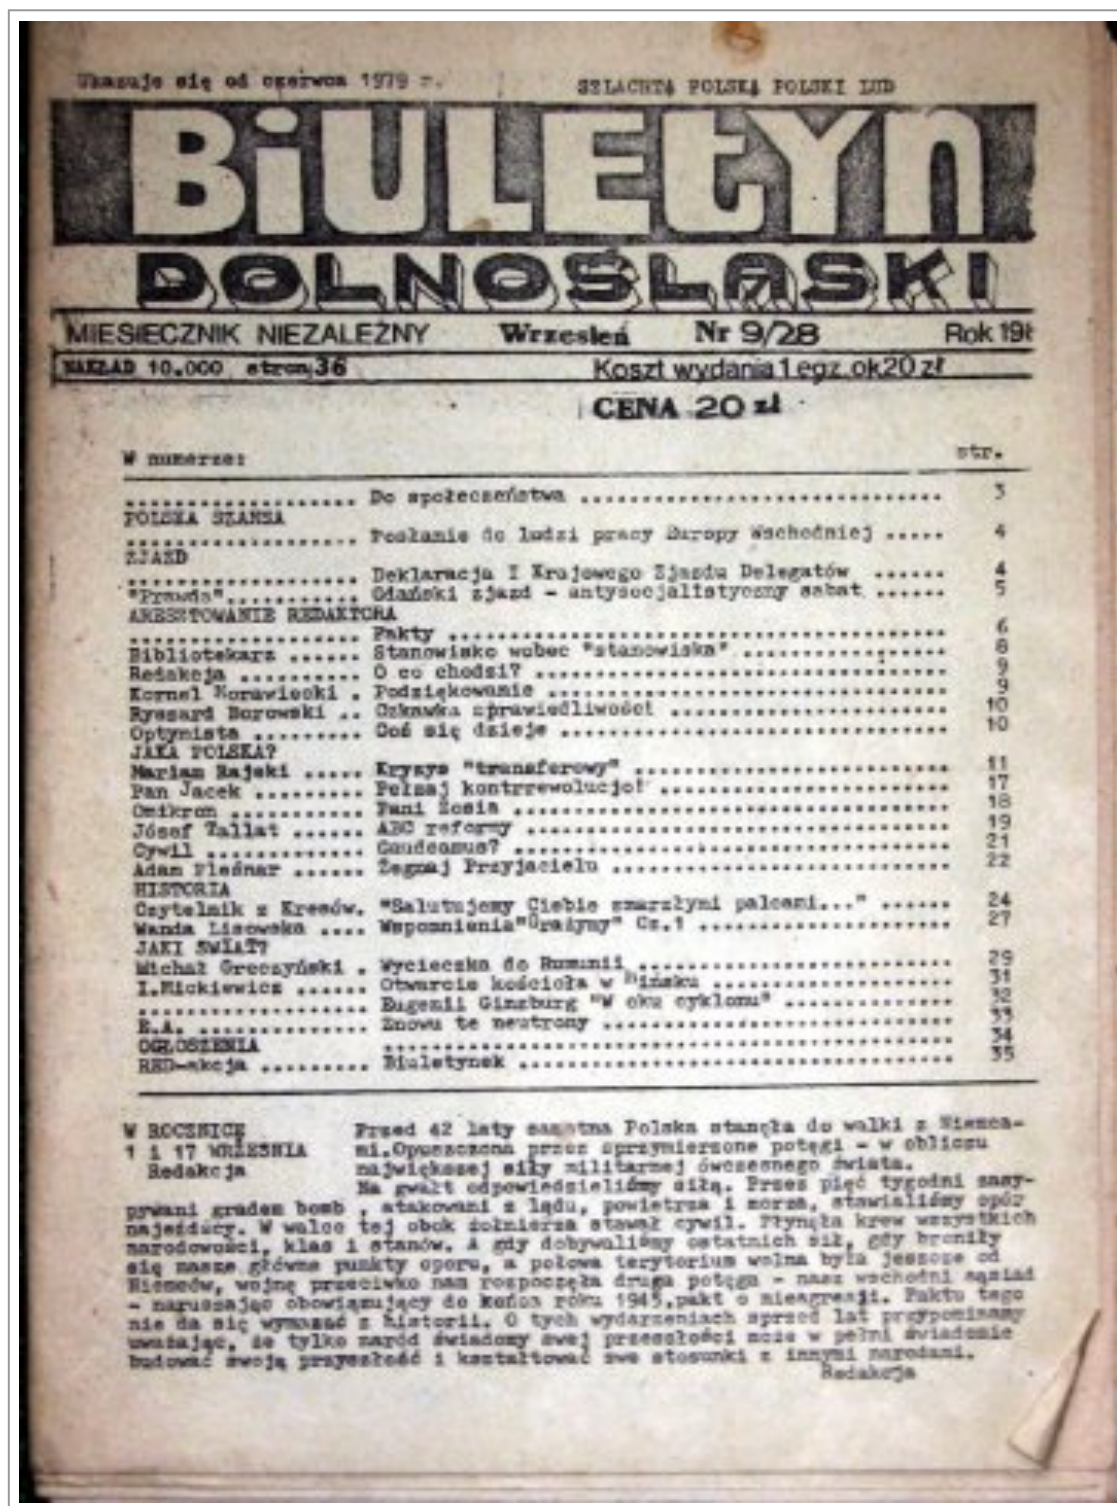 Ukazuje się od czerwca 1979 r. SZLACHTĄ POLSKĄ POLSKI LUD
BiULEtYn
DOLNOŚLĄSKI
MIESIĘCZNIK NIEZALEŻNY Wrzesień Nr 9/28 Rok 198
NAKŁAD 10.000 stron 36 Koszt wydania 1 egz. ok 20 zł
CENA 20 zł
W numerze: str.
................... Do społeczeństwa .............................. 3
POLSKA SZANSA
................... Posłanie do ludzi pracy Europy Wschodniej ..... 4
ZJAZD
................... Deklaracja I Krajowego Zjazdu Delegatów ...... 4
"Prawda"........... Gdański zjazd - antysocjalistyczny sabat ...... 5
ARESZTOWANIE REDAKTORA
................... Fakty ......................................... 6
Bibliotekarz ...... Stanowisko wobec "stanowiska" ................. 8
Redakcja .......... O co chodzi? .................................. 9
Kornel Morawiecki . Podziękowanie ................................. 9
Ryszard Borowski .. Czkawka sprawiedliwości ....................... 10
Optymista ......... Coś się dzieje ................................ 10
JAKA POLSKA?
Marian Rajski ..... Krysys "transferowy" .......................... 11
Pan Jacek ......... Pełzaj kontrrewolucjo! ........................ 17
Omikron ........... Pani Zosia .................................... 18
Józef Tallat ...... ABC reformy ................................... 19
Cywil ............. Gaudeamus? .................................... 21
Adam Pleśnar ...... Żegnaj Przyjacielu ............................ 22
HISTORIA
Czytelnik z Kresów. "Salutujemy Ciebie zmarzłymi palcami..." ...... 24
Wanda Lisowska .... Wspomnienia "Grażyny" Cz.1 .................... 27
JAKI ŚWIAT?
Michał Greczyński . Wycieczka do Rumunii .......................... 29
I.Mickiewicz ...... Otwarcie kościoła w Mińsku .................... 31
................... Eugenii Ginzburg "W oku cyklonu" .............. 32
E.A. .............. Znowu te neutrony ............................. 33
OGŁOSZENIA ............................................... 34
RED-akcja ......... Biuletynek .................................... 35
W ROCZNICĘ Przed 42 laty samotna Polska stanęła do walki z Niemca-
1 i 17 WRZEŚNIA mi.Opuszczona przez sprzymierzone potęgi - w obliczu
Redakcja największej siły militarnej ówczesnego świata.
Na gwałt odpowiedzieliśmy siłą. Przez pięć tygodni zasy-
pywani gradem bomb , atakowani z lądu, powietrza i morza, stawialiśmy opór
najeźdźcy. W walce tej obok żołnierza stawał cywil. Płynęła krew wszystkich
narodowości, klas i stanów. A gdy dobywaliśmy ostatnich sił, gdy broniły
się nasze główne punkty oporu, a połowa terytorium wolna była jeszcze od
Niemców, wojnę przeciwko nam rozpoczęła druga potęga - nasz wschodni sąsiad
- naruszając obowiązujący do końca roku 1945,pakt o nieagresji. Faktu tego
nie da się wymazać z historii. O tych wydarzeniach sprzed lat przypominamy
uważając, że tylko naród świadomy swej przeszłości może w pełni świadomie
budować swoją przyszłość i kształtować swe stosunki z innymi narodami.
Redakcja